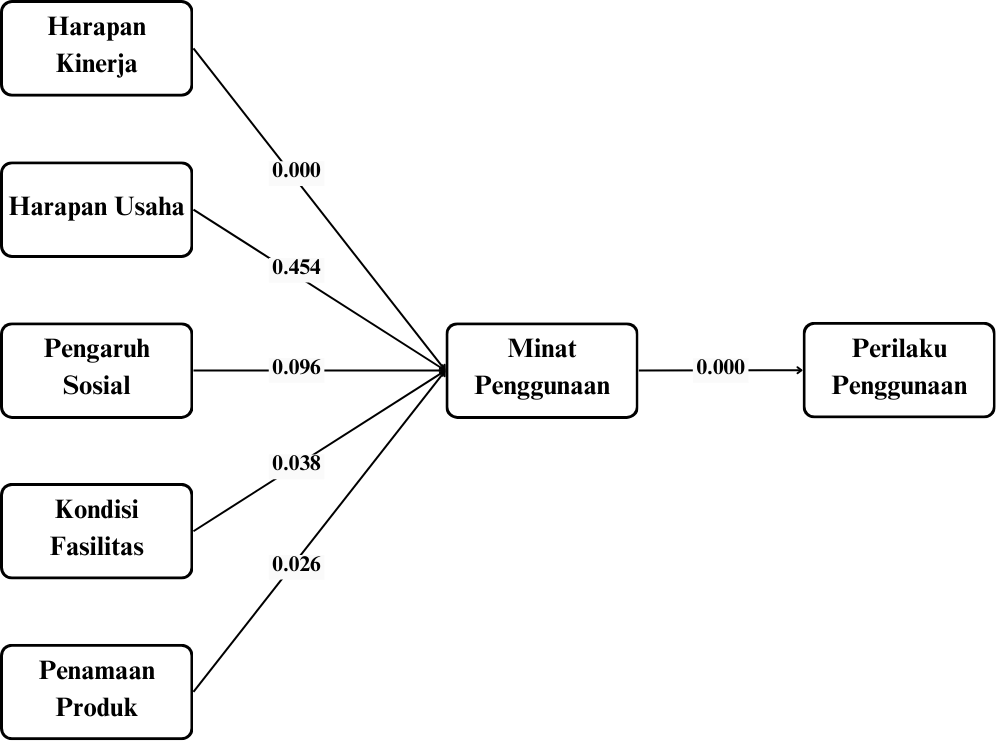 Harapan
Kinerja
0.000
Harapan Usaha
0.454
Pengaruh
Sosial
0.096
Minat
Penggunaan
0.000
Perilaku
Penggunaan
0.038
Kondisi
Fasilitas
0.026
Penamaan
Produk